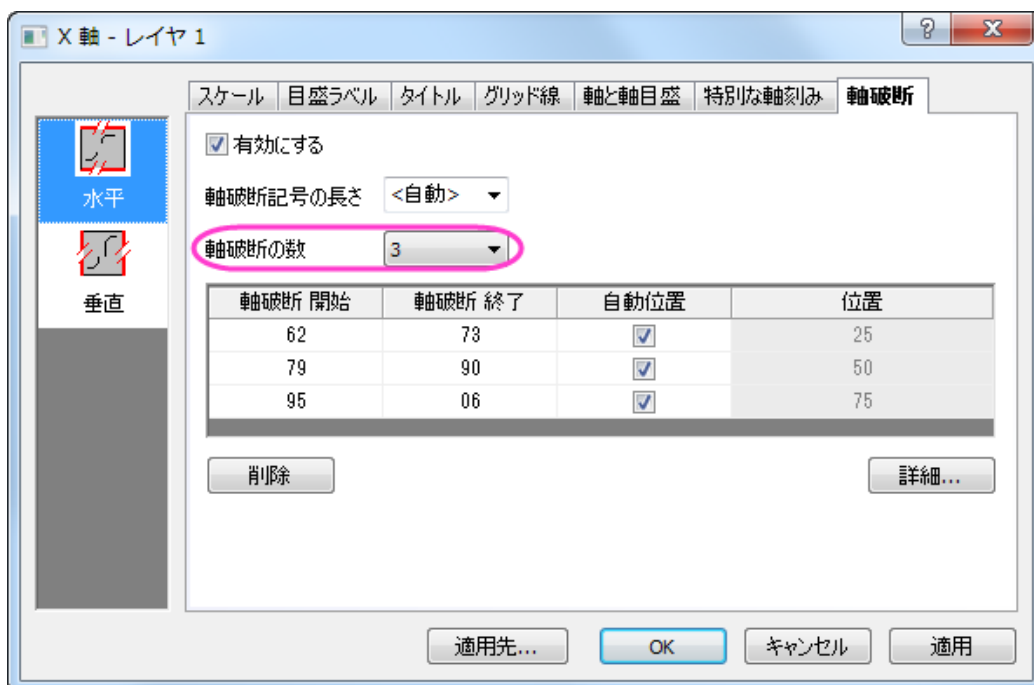 X 軸 - レイヤ 1
スケール 目盛ラベル タイトル グリッド線 軸と軸目盛 特別な軸刻み 軸破断
水平
垂直
有効にする
軸破断記号の長さ <自動>
軸破断の数 3
軸破断 開始 軸破断 終了 自動位置 位置
62 73 25
79 90 50
95 06 75
削除 詳細...
適用先... OK キャンセル 適用